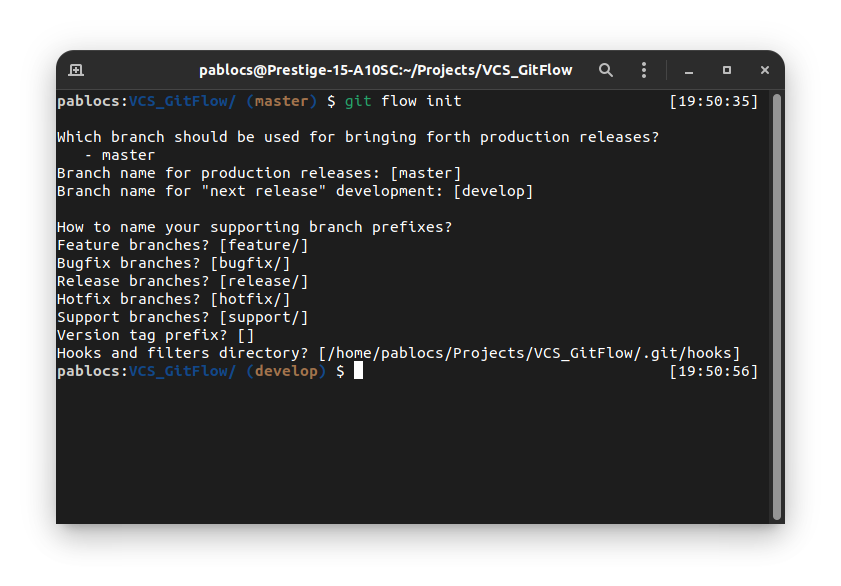 pablocs@Prestige-15-A10SC:~/Projects/VCS_GitFlow
pablocs:VCS_GitFlow/ (master) $ git flow init [19:50:35]
Which branch should be used for bringing forth production releases?
- master
Branch name for production releases: [master]
Branch name for "next release" development: [develop]
How to name your supporting branch prefixes?
Feature branches? [feature/]
Bugfix branches? [bugfix/]
Release branches? [release/]
Hotfix branches? [hotfix/]
Support branches? [support/]
Version tag prefix? []
Hooks and filters directory? [/home/pablocs/Projects/VCS_GitFlow/.git/hooks]
pablocs:VCS_GitFlow/ (develop) $ [19:50:56]